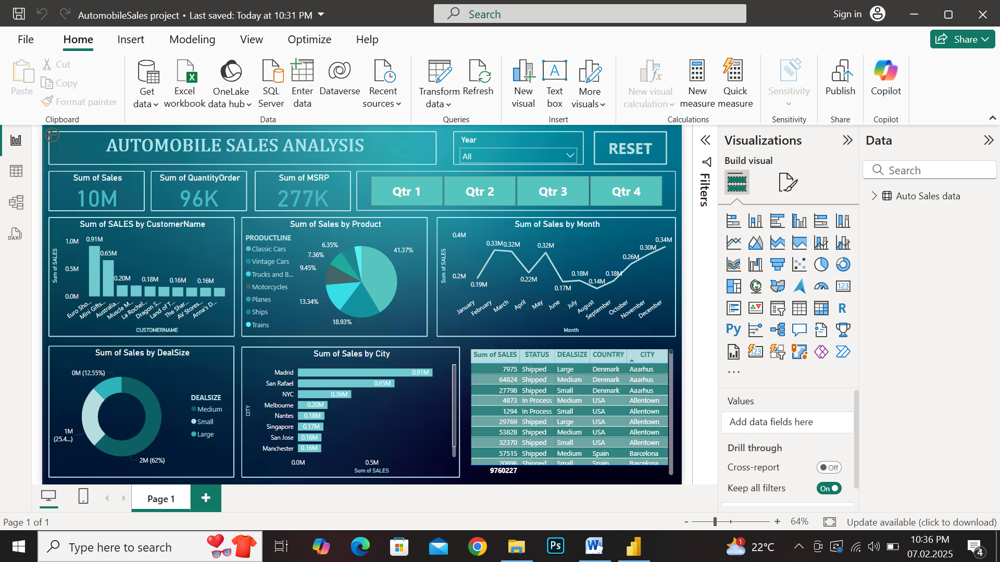 AutomobileSales project • Last saved: Today at 10:31 PM
Search
Sign in
File Home Insert Modeling View Optimize Help
Share
Paste
Cut
Copy
Format painter
Clipboard
Get data
Excel workbook
OneLake data hub
SQL Server
Enter data
Dataverse
Recent sources
Data
Transform data
Refresh
Queries
New visual
Text box
More visuals
Insert
New visual calculation
New measure
Quick measure
Calculations
Sensitivity
Sensitivity
Publish
Share
Copilot
Copilot
AUTOMOBILE SALES ANALYSIS
Year
All
RESET
Sum of Sales
10M
Sum of QuantityOrder
96K
Sum of MSRP
277K
Qtr 1
Qtr 2
Qtr 3
Qtr 4
Sum of SALES by CustomerName
Sum of SALES
1.0M
0.5M
0.0M
0.91M
0.65M
0.20M
0.18M
0.16M
0.16M
Euro Sho...
Mini Gifts...
Australia...
Muscle M...
La Rochel...
Dragon S...
Land of T...
The Shar...
AV Stores...
Anna's D...
CUSTOMERNAME
Sum of Sales by Product
PRODUCTLINE
Classic Cars
Vintage Cars
Trucks and B...
Motorcycles
Planes
Ships
Trains
41.37%
18.93%
13.34%
9.45%
7.36%
6.35%
Sum of Sales by Month
Sum of SALES
0.4M
0.2M
0.19M
0.33M
0.32M
0.22M
0.32M
0.17M
0.18M
0.14M
0.18M
0.26M
0.30M
0.34M
January
February
March
April
May
June
July
August
September
October
November
December
Month
Sum of Sales by DealSize
0M (12.55%)
1M
(25.4...)
2M (62%)
DEALSIZE
Medium
Small
Large
Sum of Sales by City
CITY
Madrid 0.91M
San Rafael 0.65M
NYC 0.36M
Melbourne 0.20M
Nantes 0.18M
Singapore 0.17M
San Jose 0.16M
Manchester 0.16M
0.0M 0.5M
Sum of SALES
Sum of SALES STATUS DEALSIZE COUNTRY CITY
7975 Shipped Large Denmark Aarhus
64824 Shipped Medium Denmark Aarhus
27798 Shipped Small Denmark Aarhus
4873 In Process Medium USA Allentown
1294 In Process Small USA Allentown
29769 Shipped Large USA Allentown
53828 Shipped Medium USA Allentown
32370 Shipped Small USA Allentown
57515 Shipped Medium Spain Barcelona
20896 Shipped Small Spain Barcelona
9760227
Filters
Visualizations
Build visual
123
R
Py
123
...
Values
Add data fields here
Drill through
Cross-report Off
Keep all filters On
Data
Search
Auto Sales data
DAX
Page 1
+
Page 1 of 1
- + 64%
Update available (click to download)
Type here to search
Ps
W
1
22°C
10:36 PM
07.02.2025
4